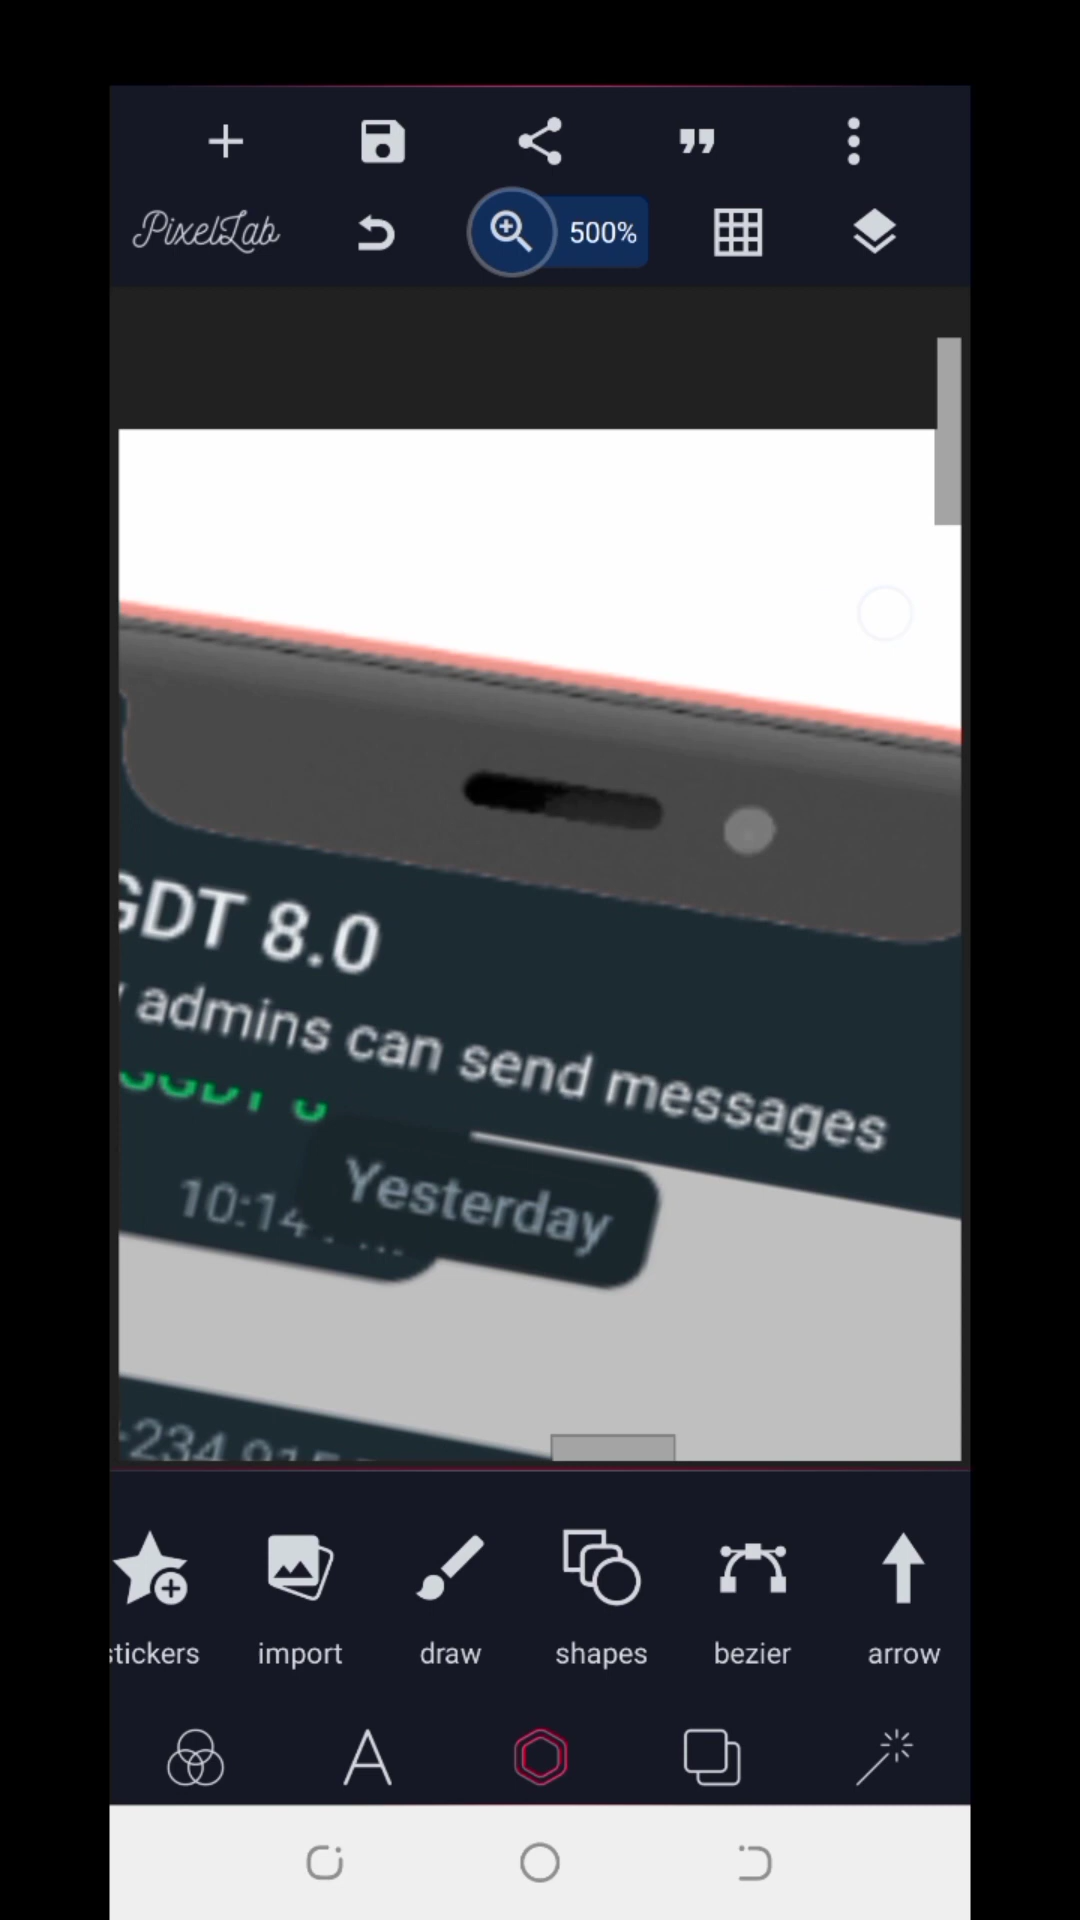 PixelLab
500%
GDT 8.0
admins can send messages
10:14
Yesterday
stickers
import
draw
shapes
bezier
arrow